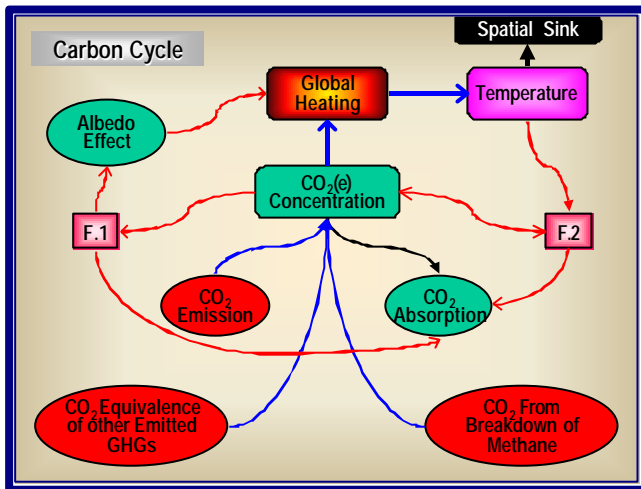 Spatial Sink
Carbon Cycle
Global
Heating
Temperature
Albedo
Effect
CO2(e)
Concentration
F.1
F.2
CO2
Emission
CO2
Absorption
CO2 Equivalence
of other Emitted
GHGs
CO2 From
Breakdown of
Methane